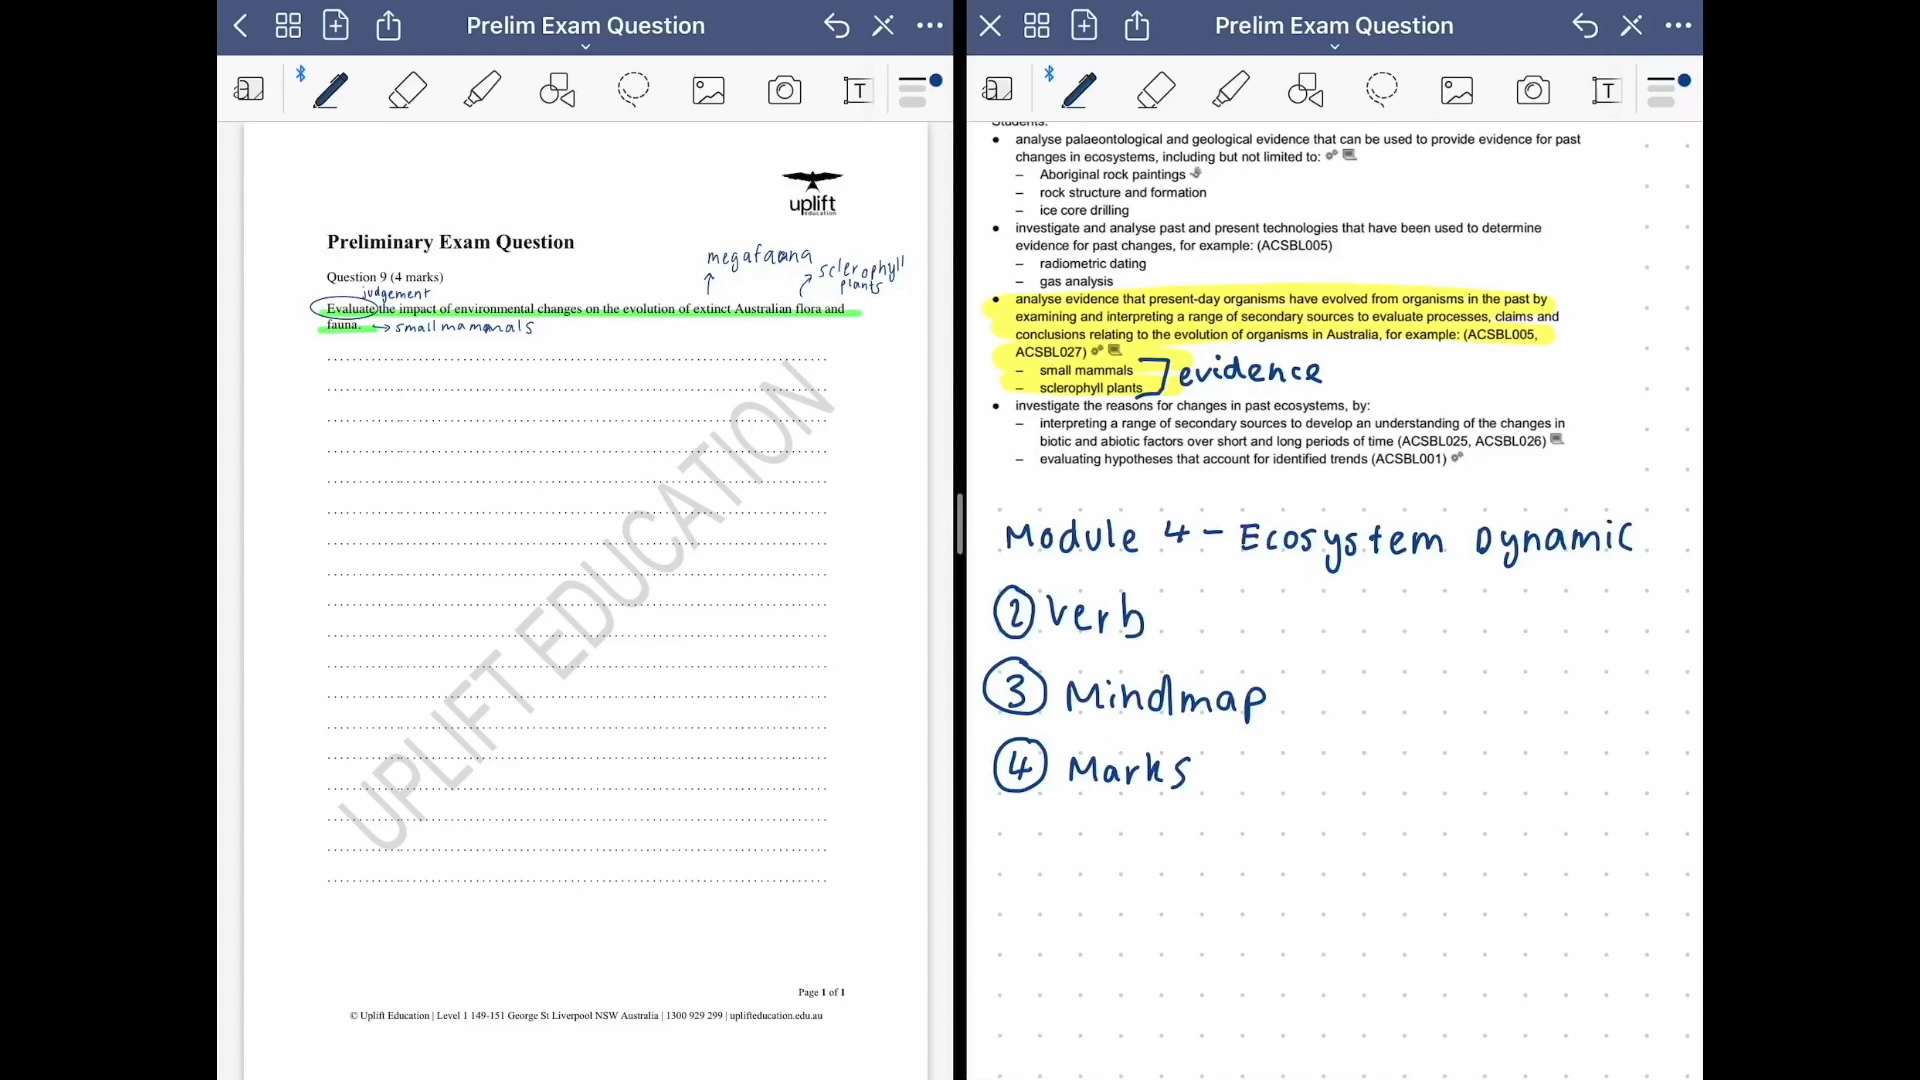 Prelim Exam Question
T
uplift
education
Preliminary Exam Question
megafauna
sclerophyll
plants
Question 9 (4 marks)
judgement
Evaluate the impact of environmental changes on the evolution of extinct Australian flora and
fauna. → small mammals
UPLIFT EDUCATION
Page 1 of 1
© Uplift Education | Level 1 149-151 George St Liverpool NSW Australia | 1300 929 299 | uplifteducation.edu.au
Prelim Exam Question
T
Students:
• analyse palaeontological and geological evidence that can be used to provide evidence for past
changes in ecosystems, including but not limited to:
– Aboriginal rock paintings
– rock structure and formation
– ice core drilling
• investigate and analyse past and present technologies that have been used to determine
evidence for past changes, for example: (ACSBL005)
– radiometric dating
– gas analysis
• analyse evidence that present-day organisms have evolved from organisms in the past by
examining and interpreting a range of secondary sources to evaluate processes, claims and
conclusions relating to the evolution of organisms in Australia, for example: (ACSBL005,
ACSBL027)
– small mammals
– sclerophyll plants
evidence
• investigate the reasons for changes in past ecosystems, by:
– interpreting a range of secondary sources to develop an understanding of the changes in
biotic and abiotic factors over short and long periods of time (ACSBL025, ACSBL026)
– evaluating hypotheses that account for identified trends (ACSBL001)
Module 4 - Ecosystem Dynamic
② Verb
③ Mindmap
④ Marks